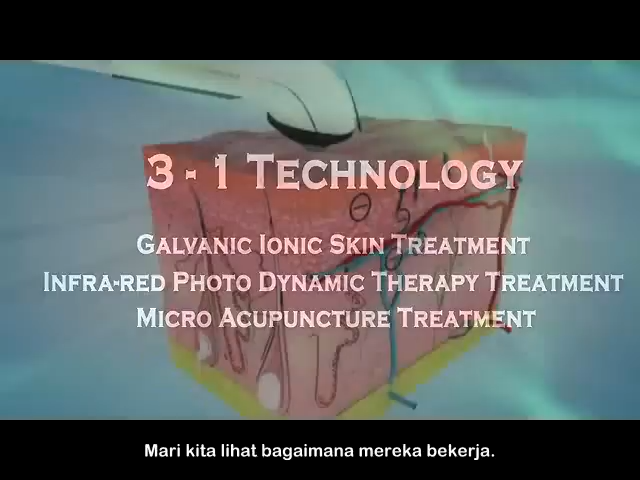 3 - 1 Technology
Galvanic Ionic Skin Treatment
Infra-red Photo Dynamic Therapy Treatment
Micro Acupuncture Treatment
Mari kita lihat bagaimana mereka bekerja.